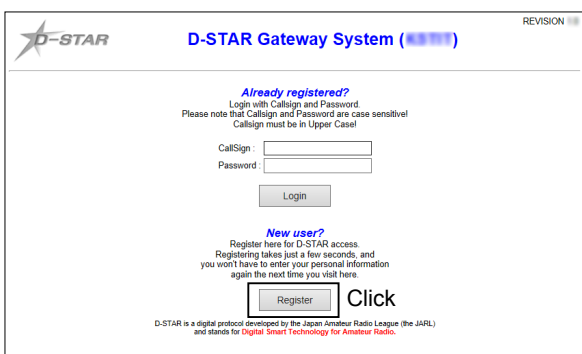 REVISION
D-STAR
D-STAR Gateway System ( )
Already registered?
Login with Callsign and Password.
Please note that Callsign and Password are case sensitive!
Callsign must be in Upper Case!
CallSign :
Password :
Login
New user?
Register here for D-STAR access.
Registering takes just a few seconds, and
you won't have to enter your personal information
again the next time you visit here.
Register
Click
D-STAR is a digital protocol developed by the Japan Amateur Radio League (the JARL)
and stands for Digital Smart Technology for Amateur Radio.